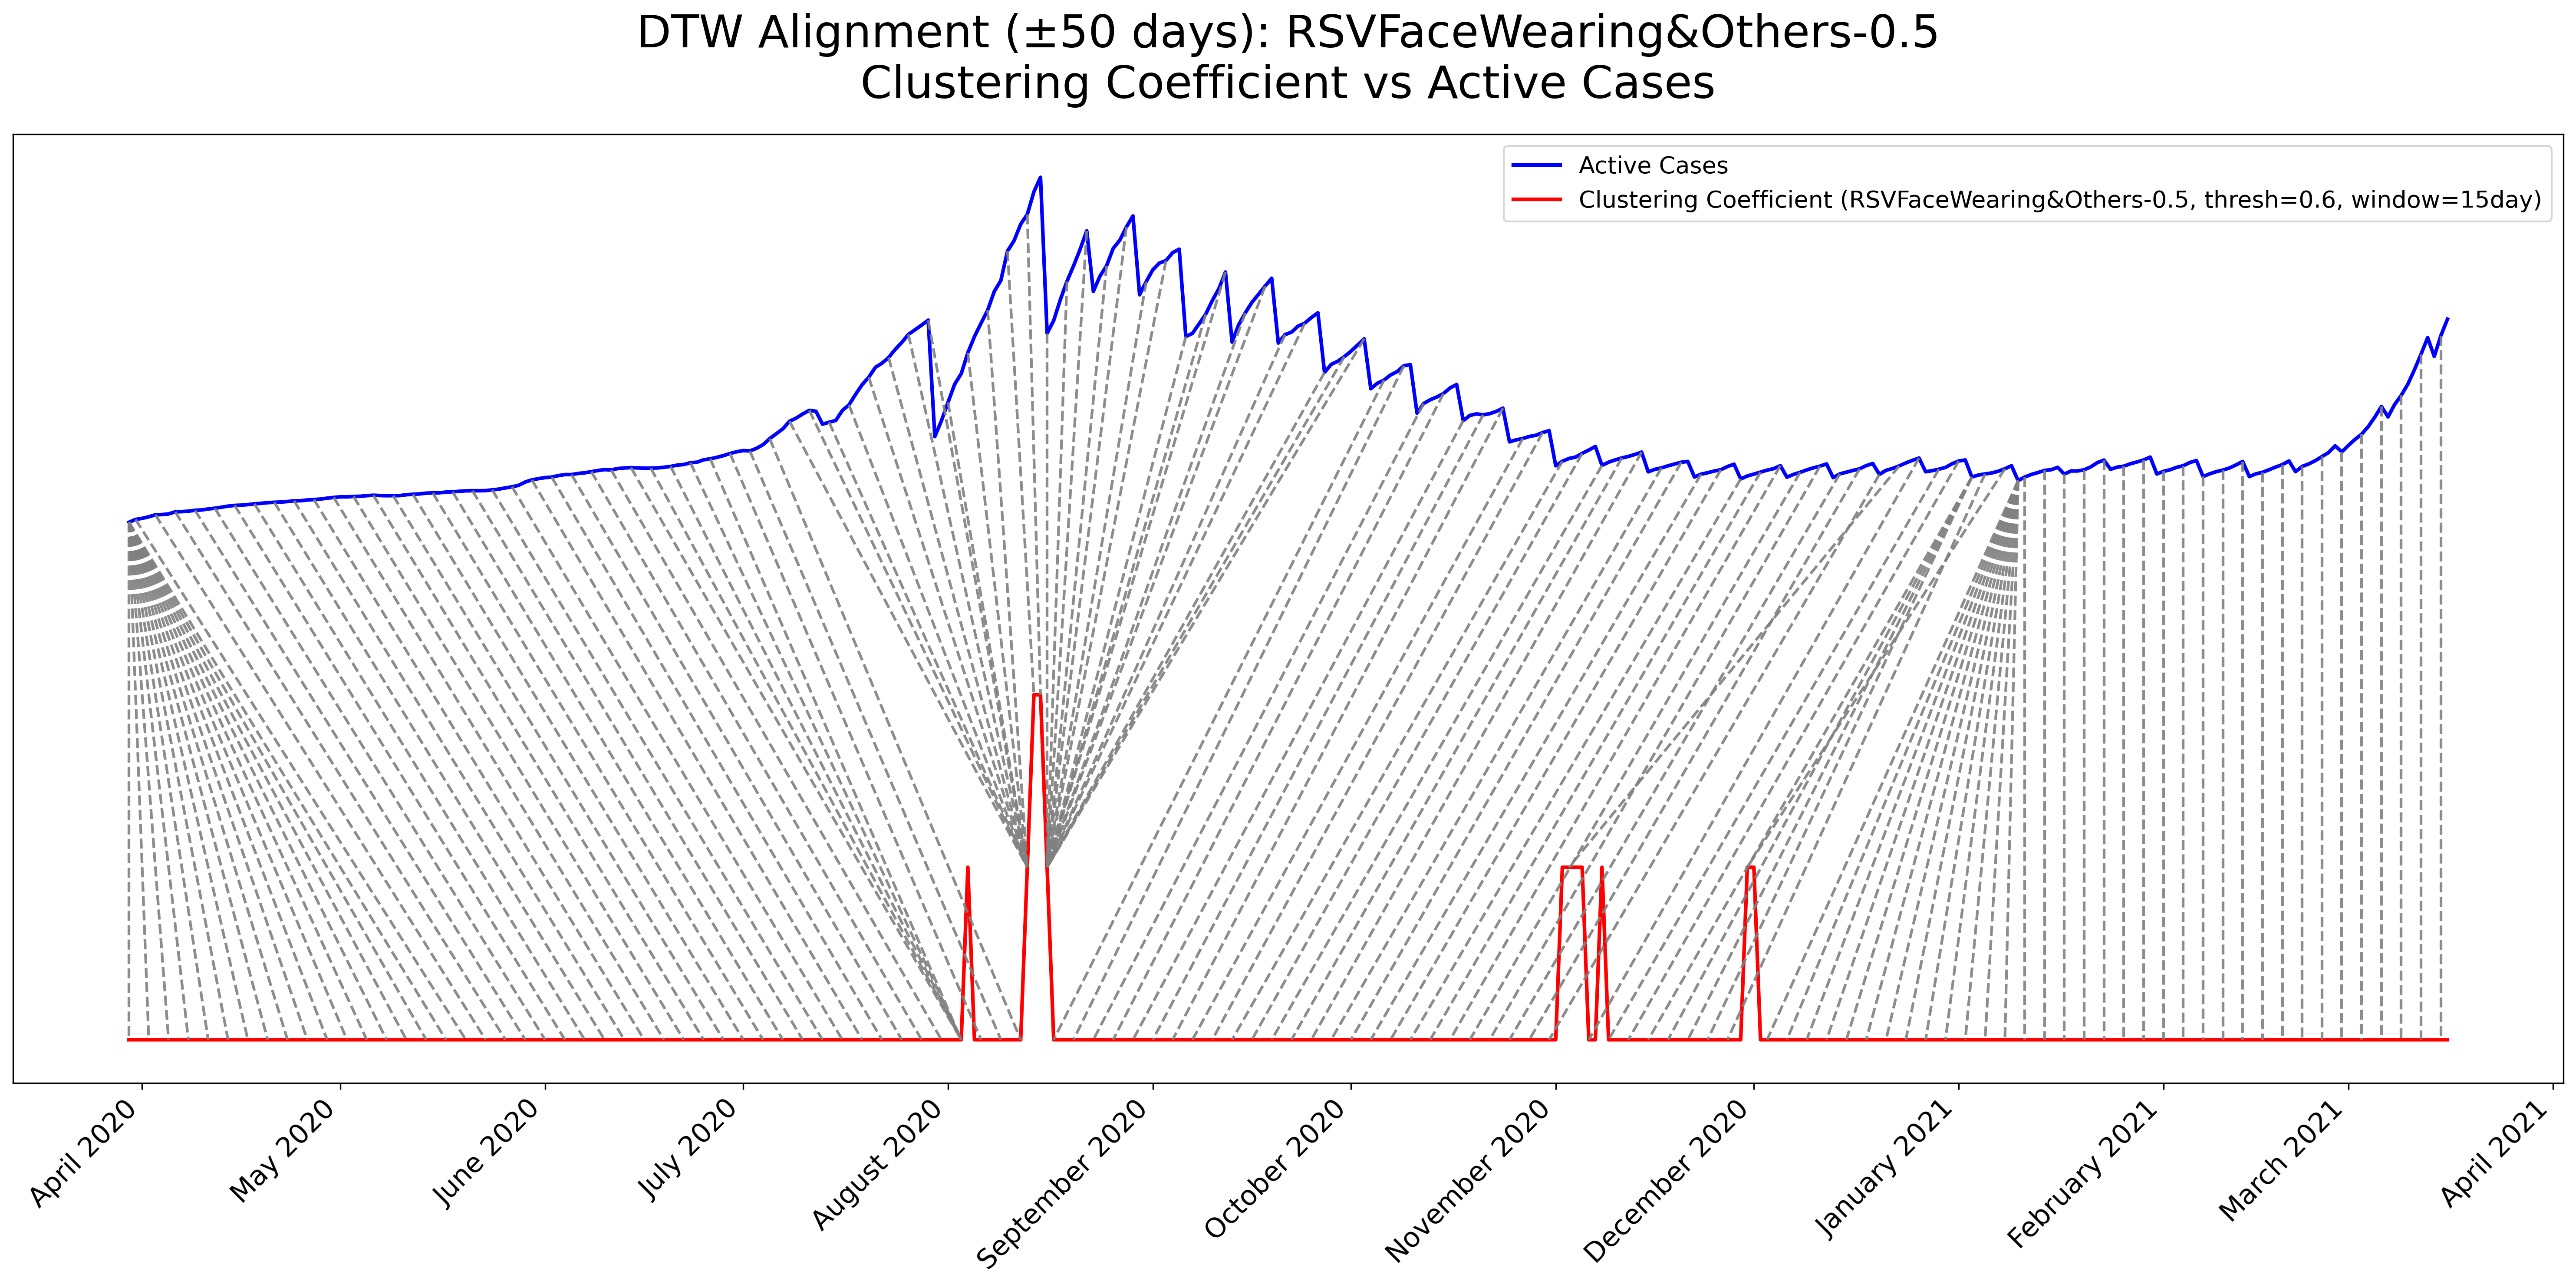 DTW Alignment (±50 days): RSVFaceWearing&Others-0.5
Clustering Coefficient vs Active Cases
Active Cases
Clustering Coefficient (RSVFaceWearing&Others-0.5, thresh=0.6, window=15day)
April 2020
May 2020
June 2020
July 2020
August 2020
September 2020
October 2020
November 2020
December 2020
January 2021
February 2021
March 2021
April 2021